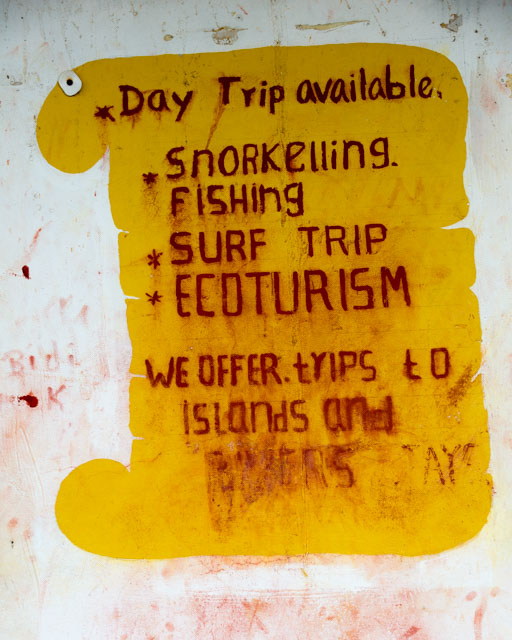 *Day Trip available.
*SNORKElling.
FISHING
*SURF TRIP
*ECOTURISM
WE OFFER. trips to
islands and
RIVERS